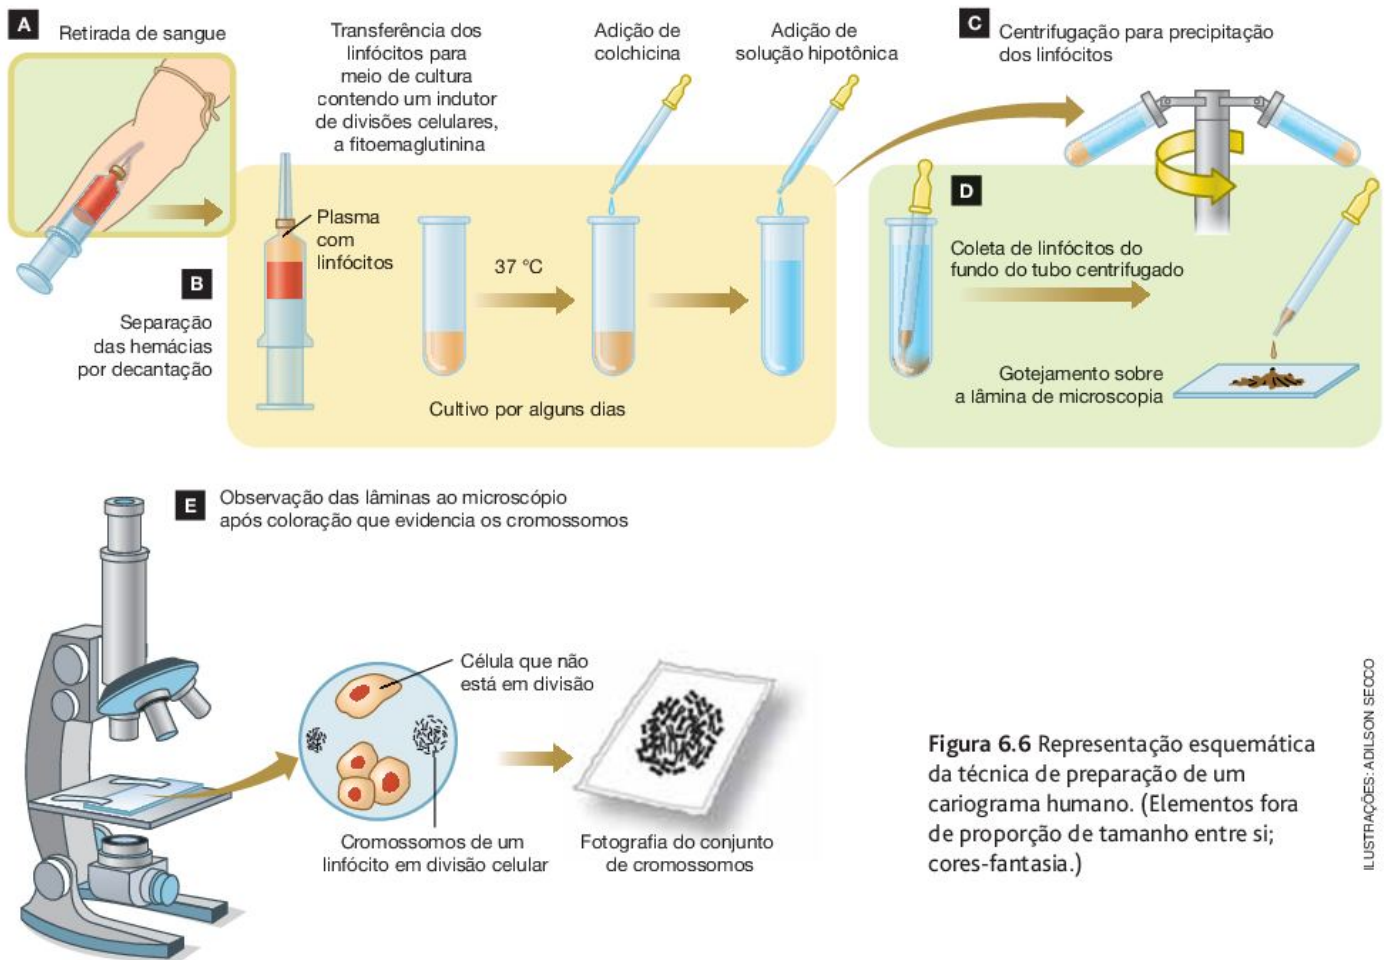 A
Retirada de sangue
Transferência dos
linfócitos para
meio de cultura
contendo um indutor
de divisões celulares,
a fitoemaglutinina
Adição de
colchicina
Adição de
solução hipotônica
C
Centrifugação para precipitação
dos linfócitos
B
Separação
das hemácias
por decantação
Plasma
com
linfócitos
37 °C
Cultivo por alguns dias
D
Coleta de linfócitos do
fundo do tubo centrifugado
Gotejamento sobre
a lâmina de microscopia
E
Observação das lâminas ao microscópio
após coloração que evidencia os cromossomos
Célula que não
está em divisão
Cromossomos de um
linfócito em divisão celular
Fotografia do conjunto
de cromossomos
Figura 6.6 Representação esquemática
da técnica de preparação de um
cariograma humano. (Elementos fora
de proporção de tamanho entre si;
cores-fantasia.)
ILUSTRAÇÕES: ADILSON SECCO